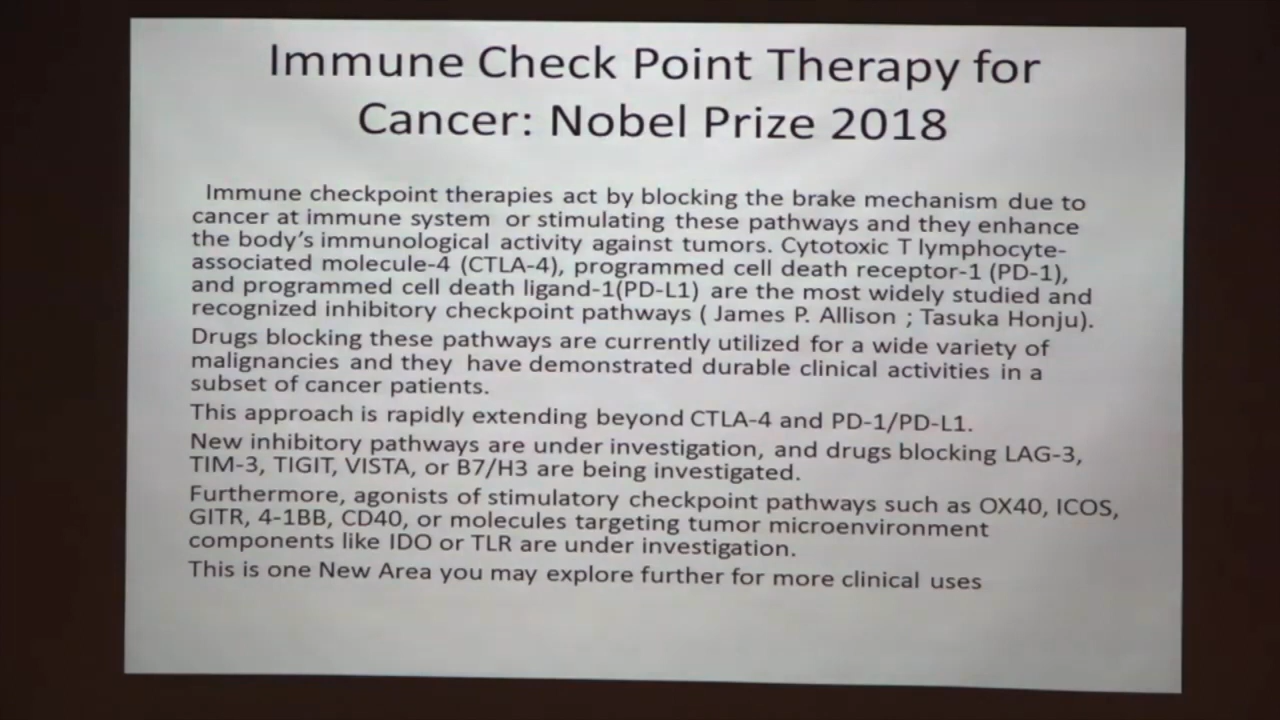 Immune Check Point Therapy for
Cancer: Nobel Prize 2018
Immune checkpoint therapies act by blocking the brake mechanism due to
cancer at immune system or stimulating these pathways and they enhance
the body's immunological activity against tumors. Cytotoxic T lymphocyte-
associated molecule-4 (CTLA-4), programmed cell death receptor-1 (PD-1),
and programmed cell death ligand-1(PD-L1) are the most widely studied and
recognized inhibitory checkpoint pathways ( James P. Allison ; Tasuka Honju).
Drugs blocking these pathways are currently utilized for a wide variety of
malignancies and they have demonstrated durable clinical activities in a
subset of cancer patients.
This approach is rapidly extending beyond CTLA-4 and PD-1/PD-L1.
New inhibitory pathways are under investigation, and drugs blocking LAG-3,
TIM-3, TIGIT, VISTA, or B7/H3 are being investigated.
Furthermore, agonists of stimulatory checkpoint pathways such as OX40, ICOS,
GITR, 4-1BB, CD40, or molecules targeting tumor microenvironment
components like IDO or TLR are under investigation.
This is one New Area you may explore further for more clinical uses